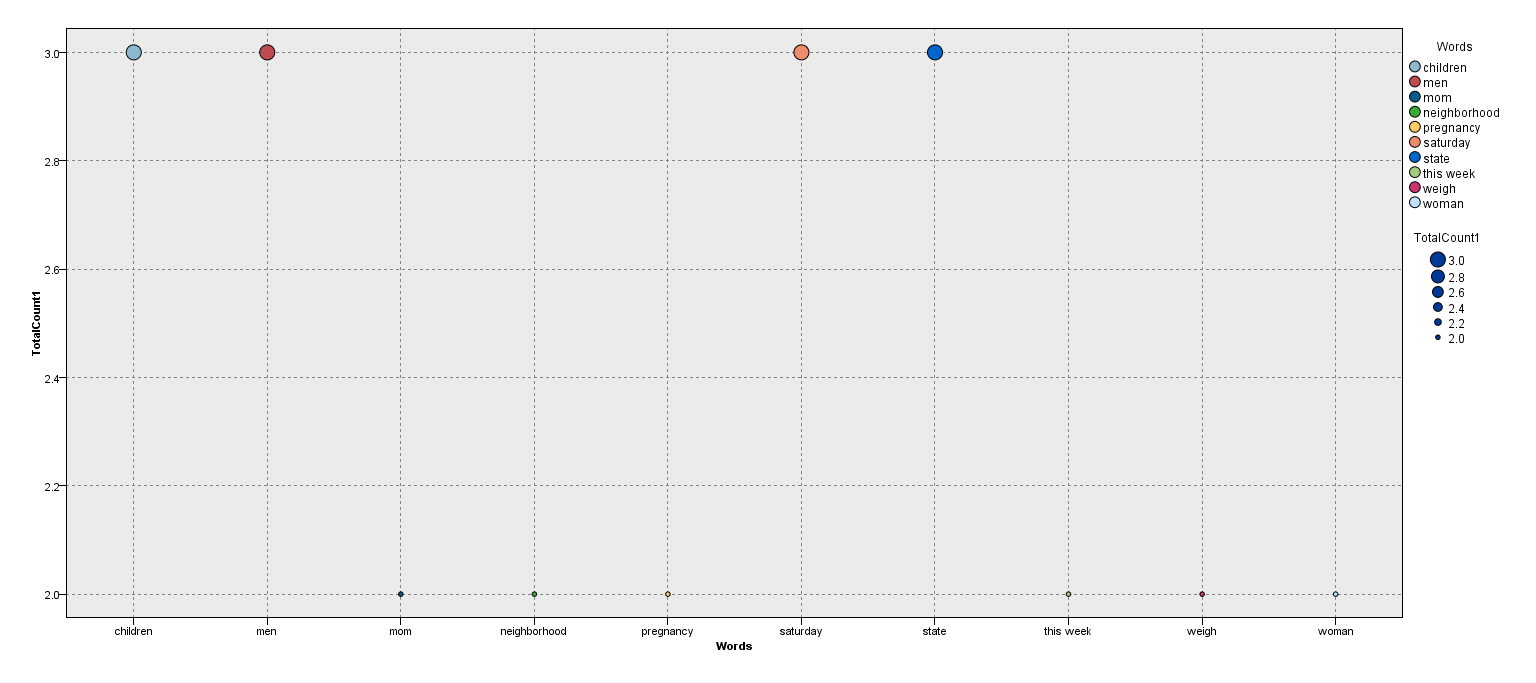 3.0
2.8
2.6
2.4
2.2
2.0
TotalCount1
children men mom neighborhood pregnancy saturday state this week weigh woman
Words
Words
children
men
mom
neighborhood
pregnancy
saturday
state
this week
weigh
woman
TotalCount1
3.0
2.8
2.6
2.4
2.2
2.0